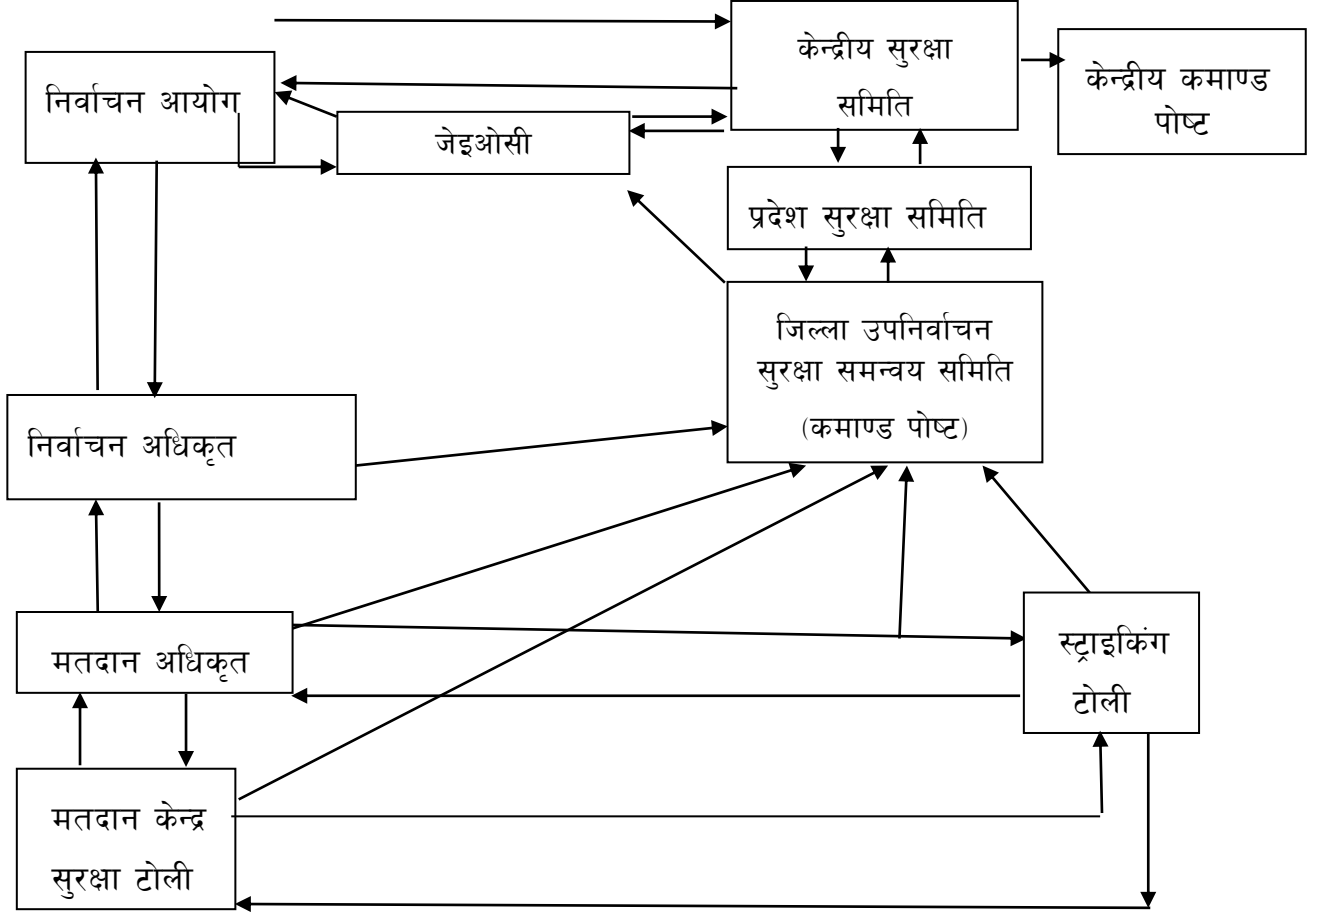 केन्द्रीय सुरक्षा
समिति
केन्द्रीय कमाण्ड
पोष्ट
निर्वाचन आयोग
जेइओसी
प्रदेश सुरक्षा समिति
जिल्ला उपनिर्वाचन
सुरक्षा समन्वय समिति
(कमाण्ड पोष्ट)
निर्वाचन अधिकृत
मतदान अधिकृत
स्ट्राइकिंग
टोली
मतदान केन्द्र
सुरक्षा टोली